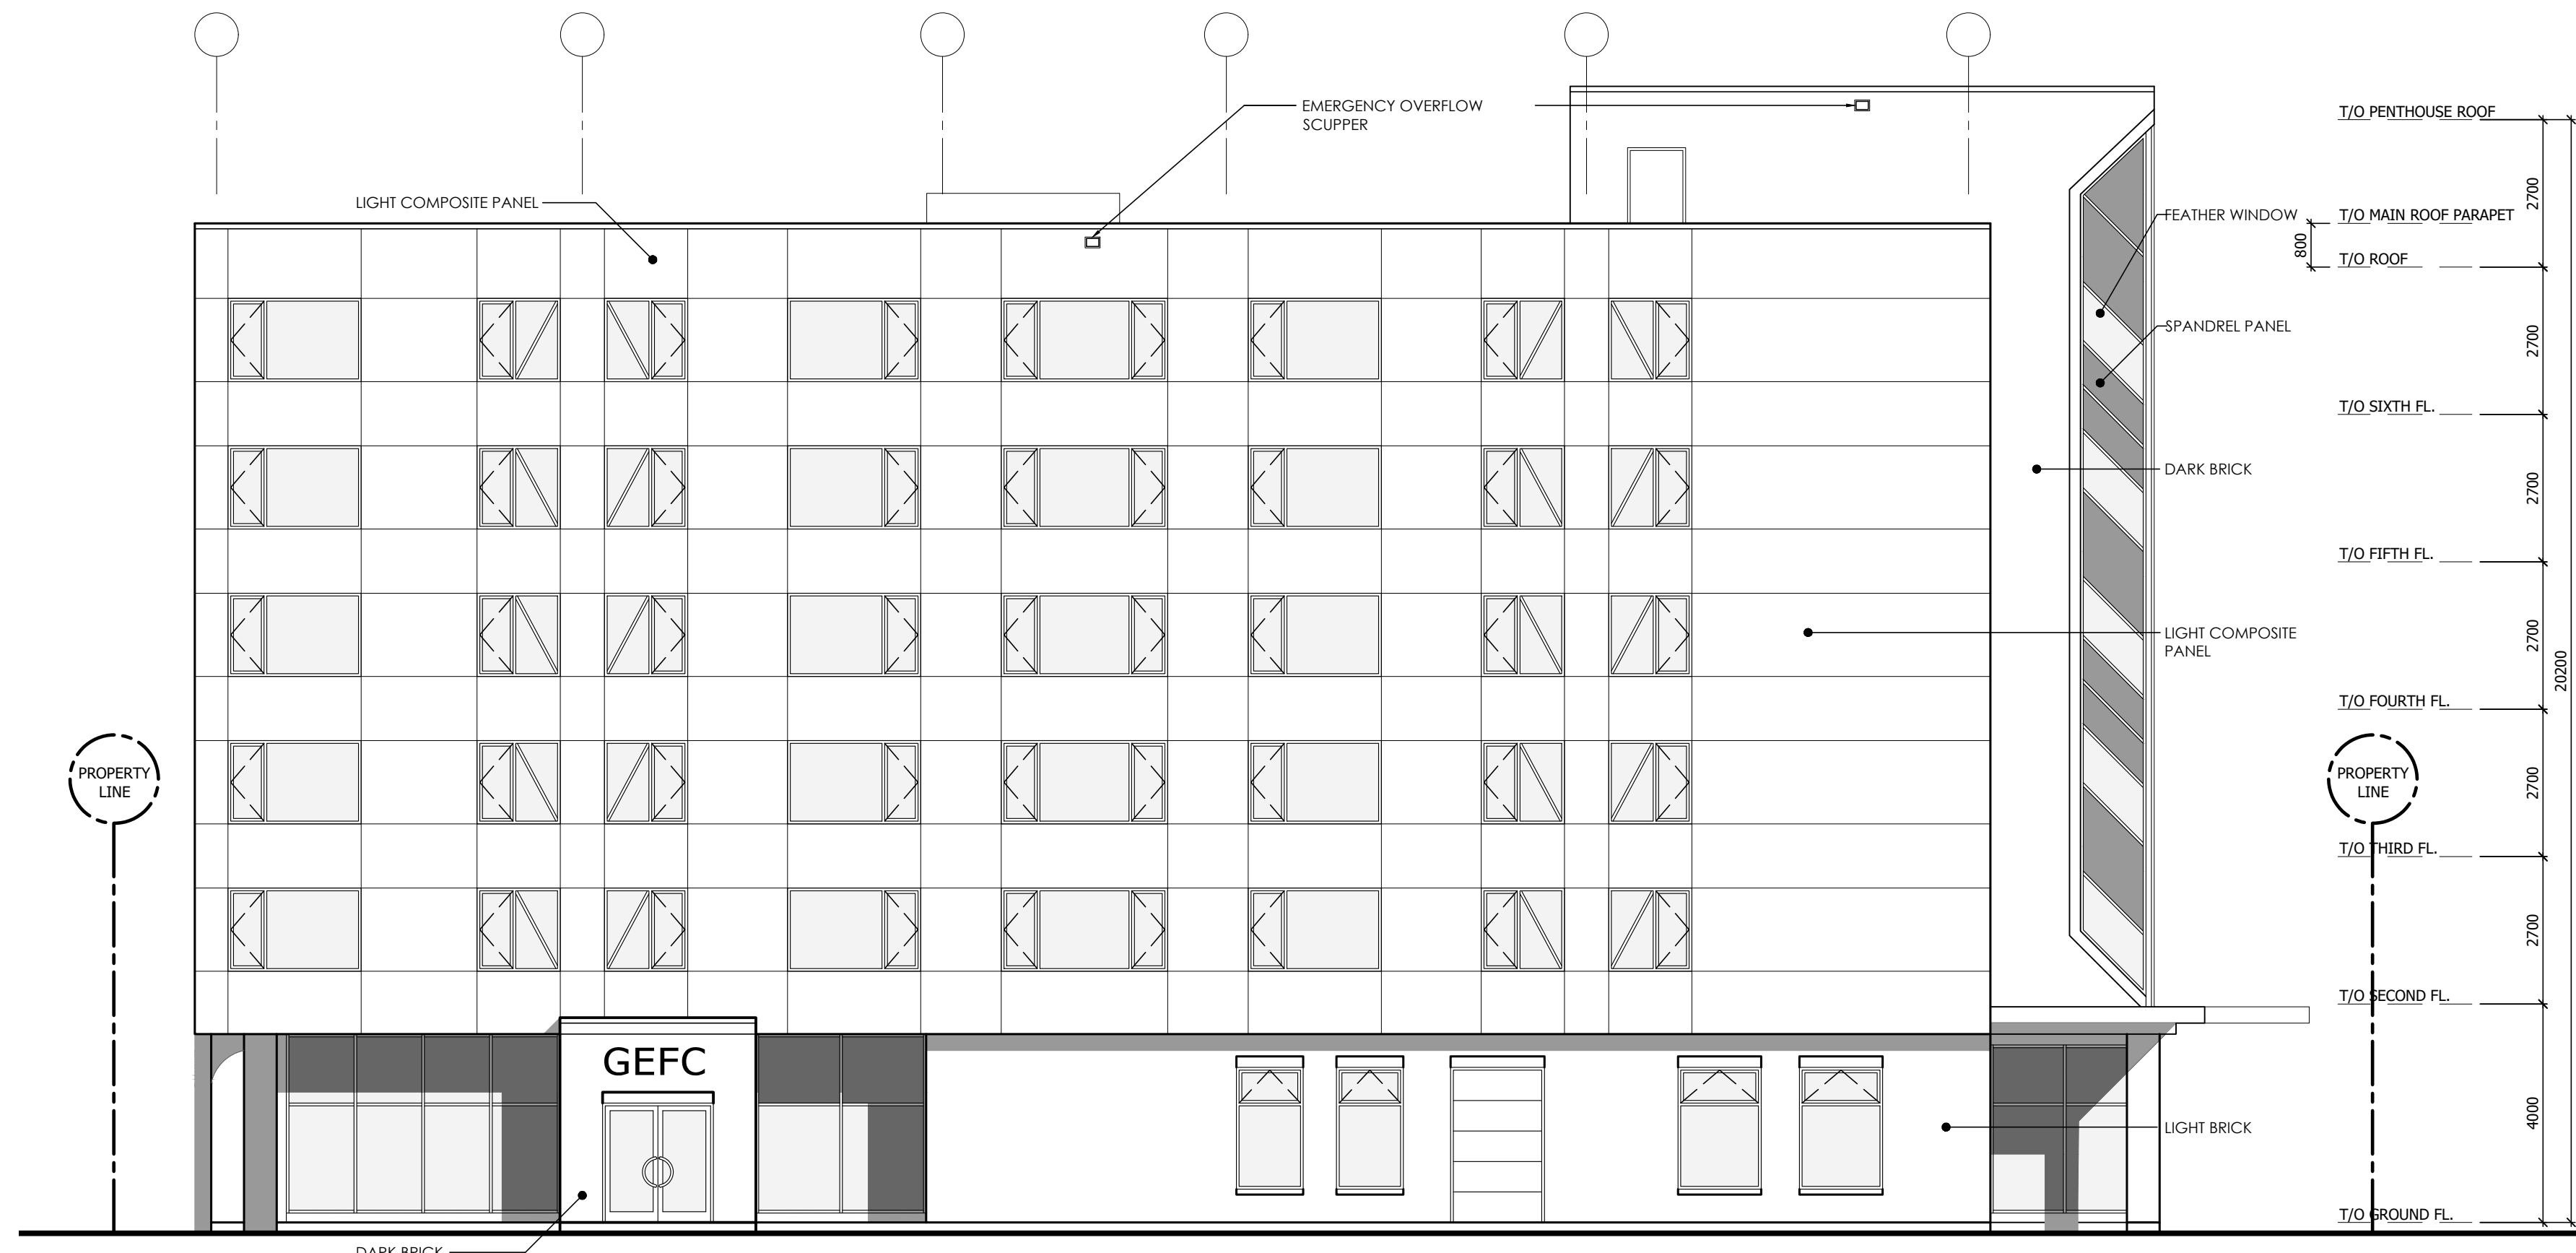 EMERGENCY OVERFLOW
SCUPPER
T/O PENTHOUSE ROOF
2700
LIGHT COMPOSITE PANEL
FEATHER WINDOW
T/O MAIN ROOF PARAPET
800
T/O ROOF
SPANDREL PANEL
2700
T/O SIXTH FL.
DARK BRICK
2700
T/O FIFTH FL.
LIGHT COMPOSITE
PANEL
2700
20200
T/O FOURTH FL.
PROPERTY
LINE
PROPERTY
LINE
2700
T/O THIRD FL.
2700
T/O SECOND FL.
GEFC
4000
LIGHT BRICK
T/O GROUND FL.
DARK BRICK